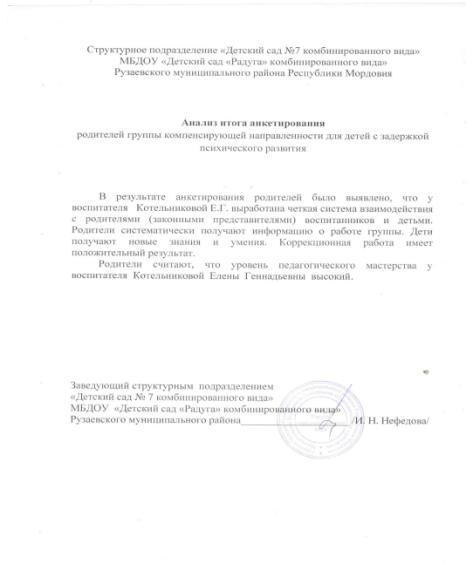 Структурное подразделение «Детский сад №7 комбинированного вида»
МБДОУ «Детский сад «Радуга» комбинированного вида»
Рузаевского муниципального района Республики Мордовия
Анализ итога анкетирования
родителей группы компенсирующей направленности для детей с задержкой
психического развития
В результате анкетирования родителей было выявлено, что у
воспитателя Котельниковой Е.Г. выработана четкая система взаимодействия
с родителями (законными представителями) воспитанников и детьми.
Родители систематически получают информацию о работе группы. Дети
получают новые знания и умения. Коррекционная работа имеет
положительный результат.
Родители считают, что уровень педагогического мастерства у
воспитателя Котельниковой Елены Геннадьевны высокий.
Заведующий структурным подразделением
«Детский сад № 7 комбинированного вида»
МБДОУ «Детский сад «Радуга» комбинированного вида»
Рузаевского муниципального района____________________ /И. Н. Нефедова/